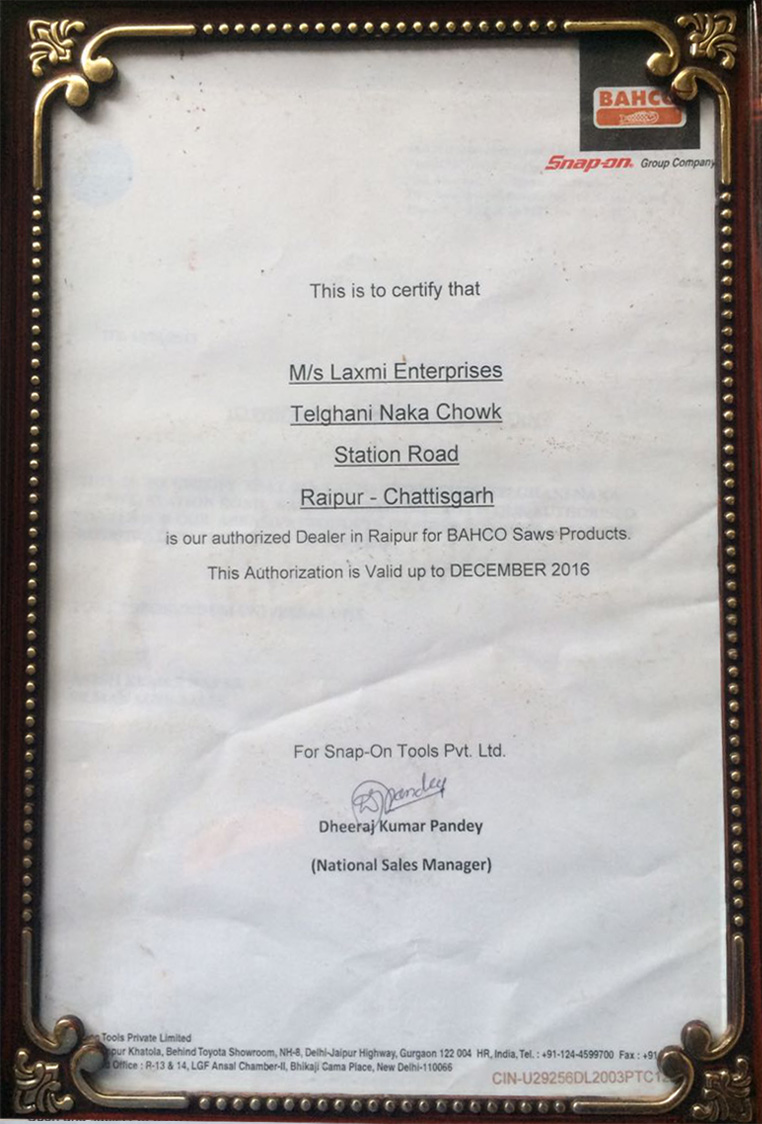 BAHCO
Snap-on. Group Company
This is to certify that
M/s Laxmi Enterprises
Telghani Naka Chowk
Station Road
Raipur - Chattisgarh
is our authorized Dealer in Raipur for BAHCO Saws Products.
This Authorization is Valid up to DECEMBER 2016
For Snap-On Tools Pvt. Ltd.
DPandey
Dheeraj Kumar Pandey
(National Sales Manager)
Tools Private Limited
Khatola, Behind Toyota Showroom, NH-8, Delhi-Jaipur Highway, Gurgaon 122 004 HR, India, Tel. : +91-124-4599700 Fax : +91
Office : R-13 & 14, LGF Ansal Chamber-II, Bhikaji Cama Place, New Delhi-110066
CIN-U29256DL2003PTC12